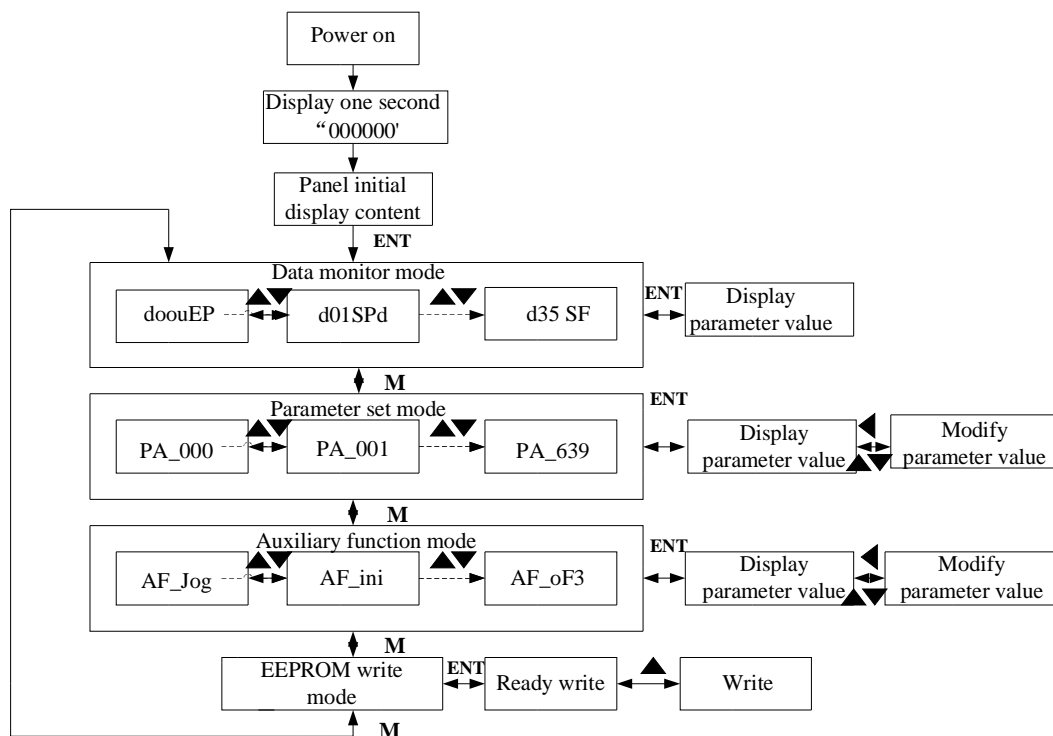 Power on
Display one second
“000000'
Panel initial
display content
ENT
Data monitor mode
doouEP
d01SPd
d35 SF
ENT
Display
parameter value
M
Parameter set mode
ENT
PA_000
PA_001
PA_639
Display
parameter value
Modify
parameter value
M
Auxiliary function mode
ENT
AF_Jog
AF_ini
AF_oF3
Display
parameter value
Modify
parameter value
M
EEPROM write
mode
ENT
Ready write
Write
M